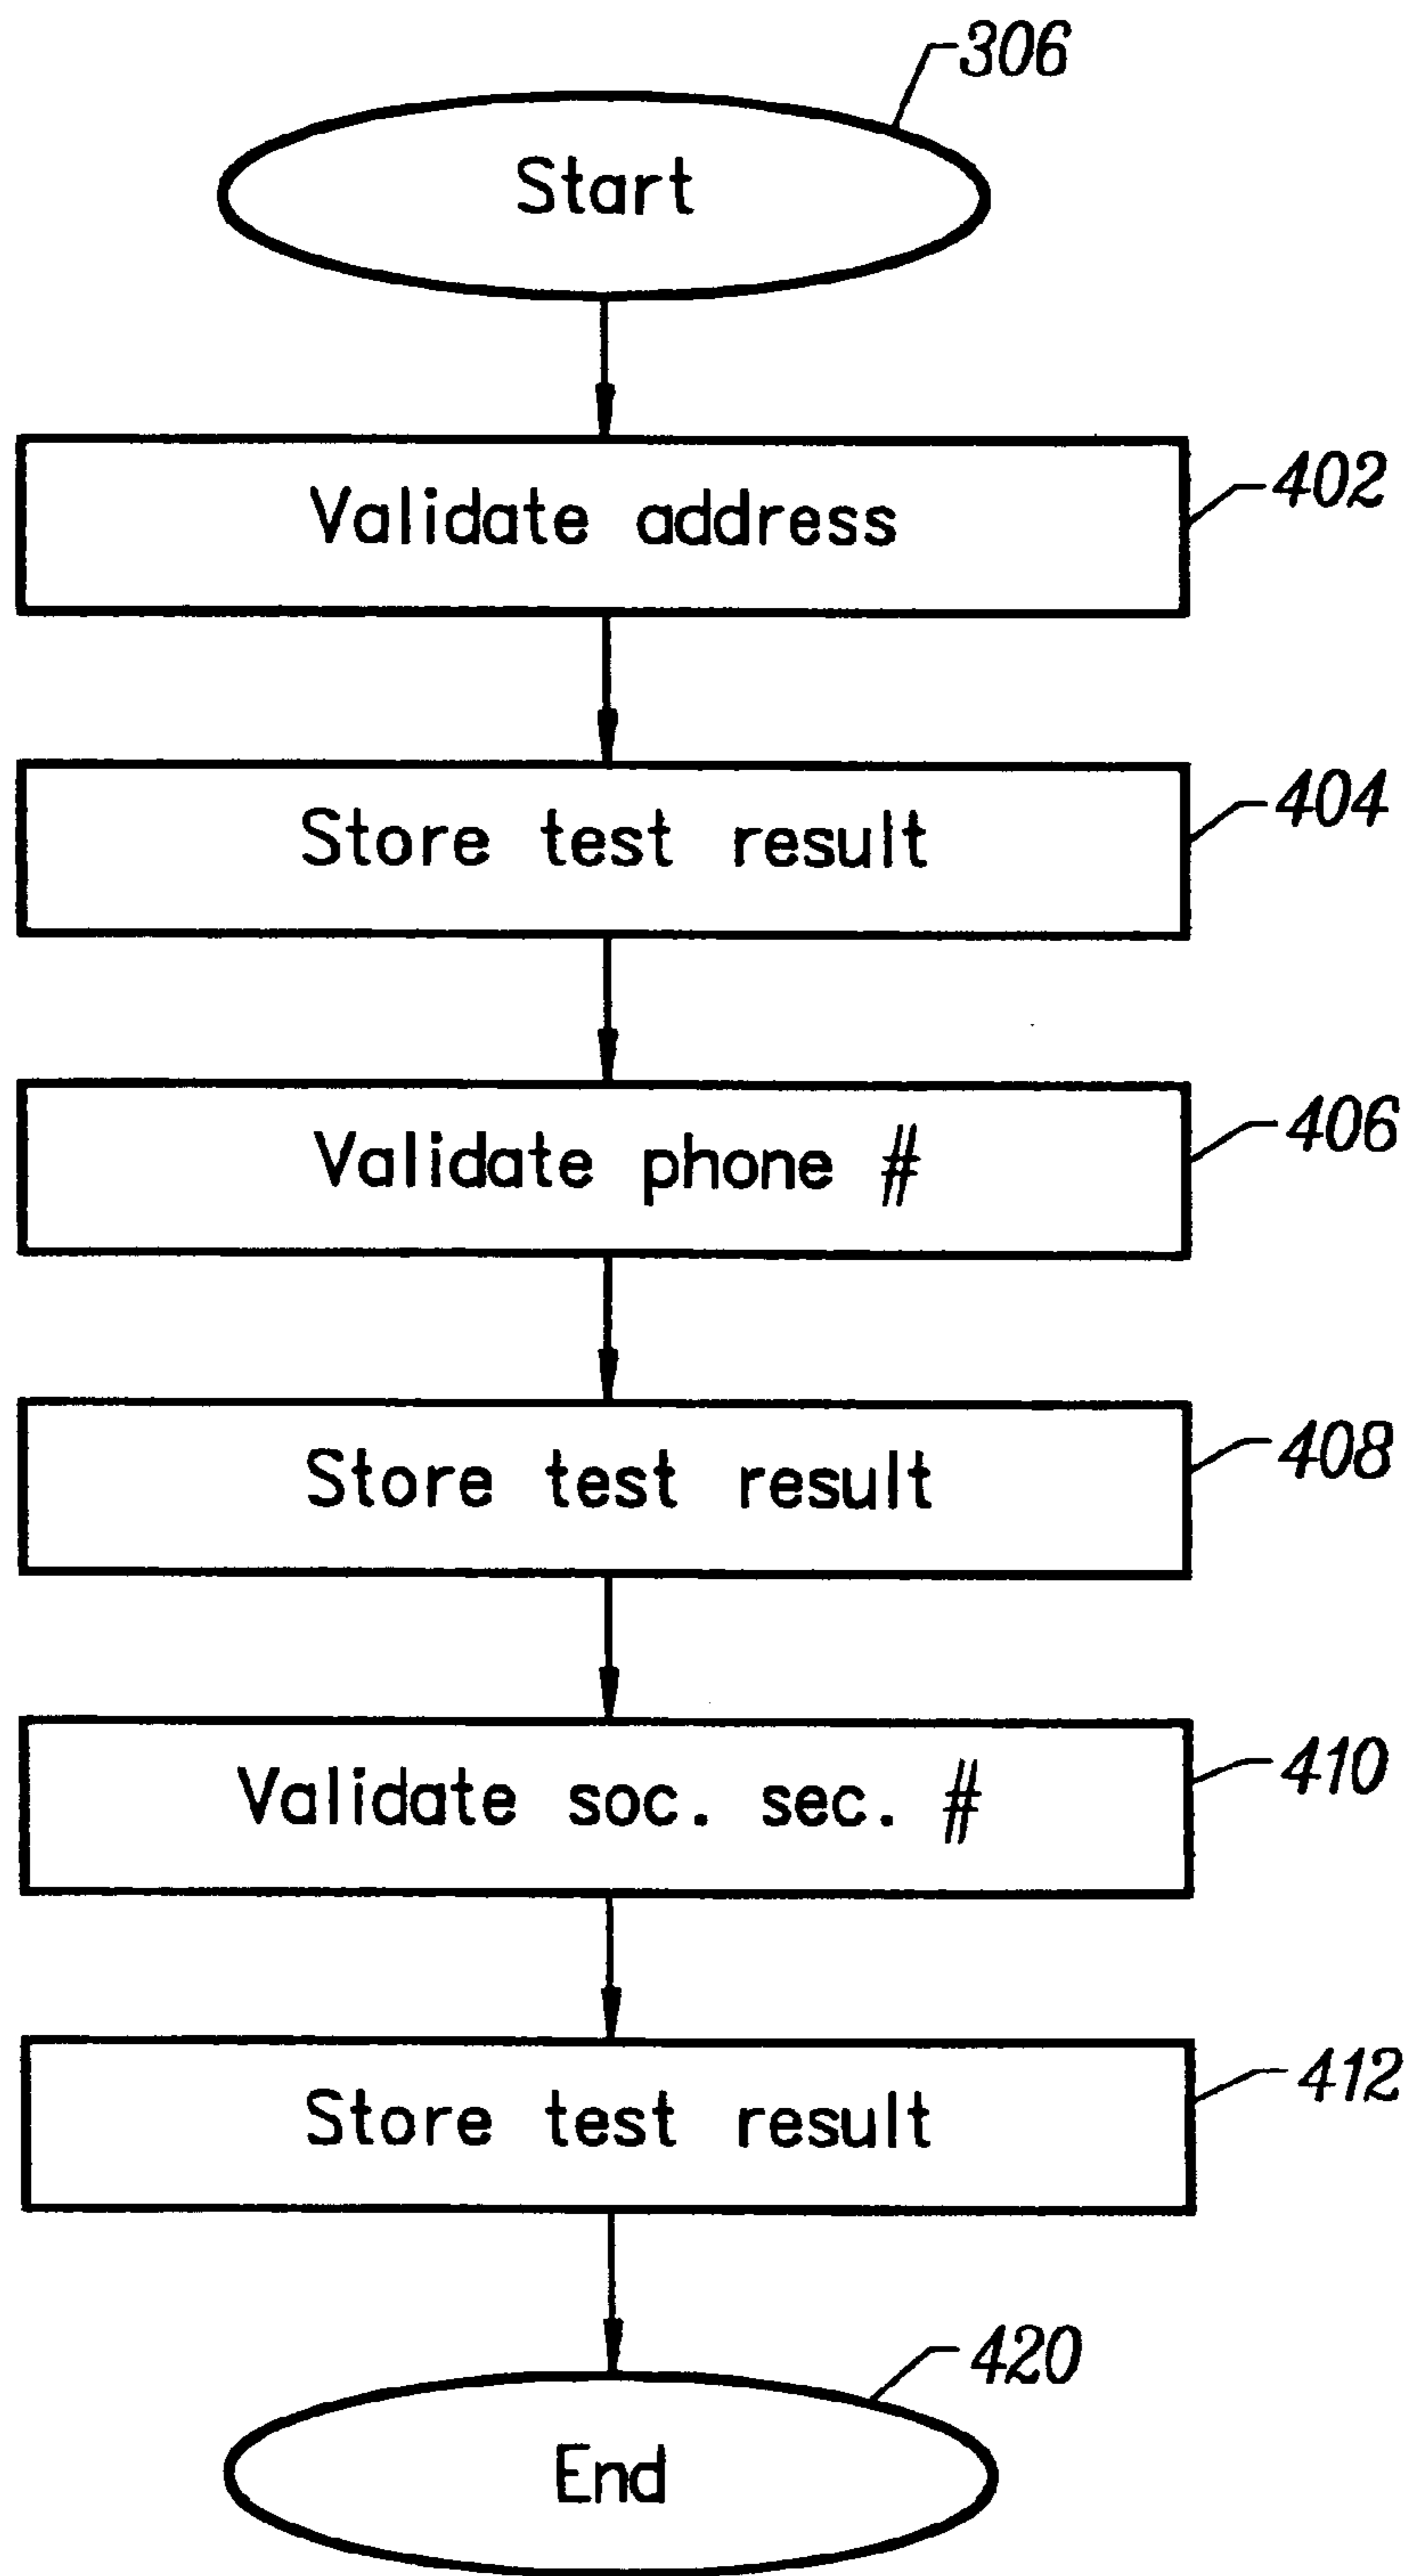 306
Start
Validate address
402
Store test result
404
Validate phone #
406
Store test result
408
Validate soc. sec. #
410
Store test result
412
420
End